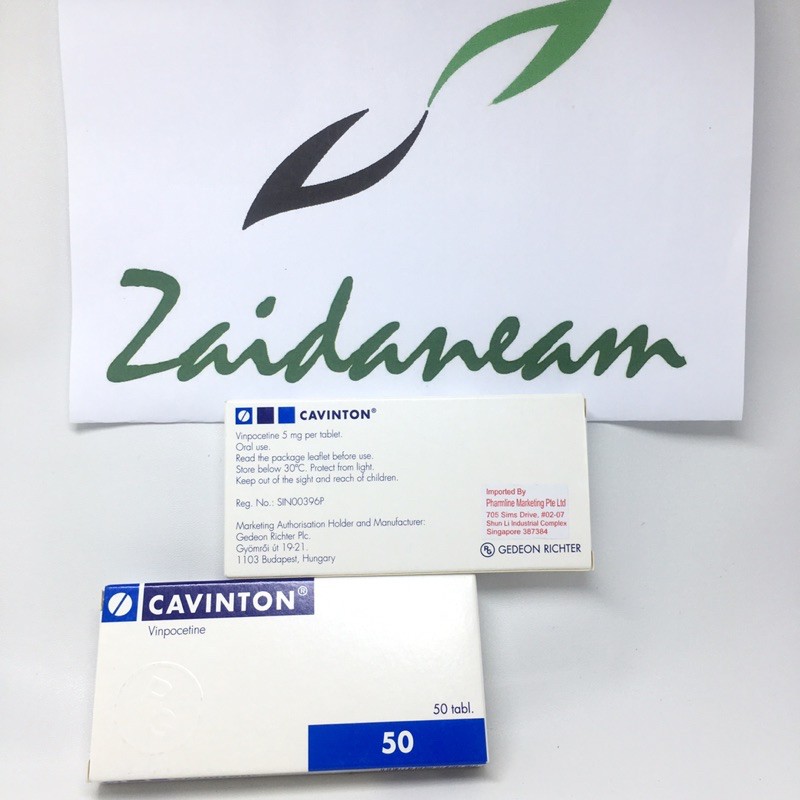 Zaidaneam
CAVINTON®
Vinpocetine 5 mg per tablet.
Oral use.
Read the package leaflet before use.
Store below 30°C. Protect from light.
Keep out of the sight and reach of children.
Reg. No.: SIN00396P
Marketing Authorisation Holder and Manufacturer:
Gedeon Richter Plc.
Gyömrői út 19-21.
1103 Budapest, Hungary
Imported By
Pharmline Marketing Pte Ltd
705 Sims Drive, #02-07
Shun Li Industrial Complex
Singapore 387384
GEDEON RICHTER
CAVINTON®
Vinpocetine
50 tabl.
50